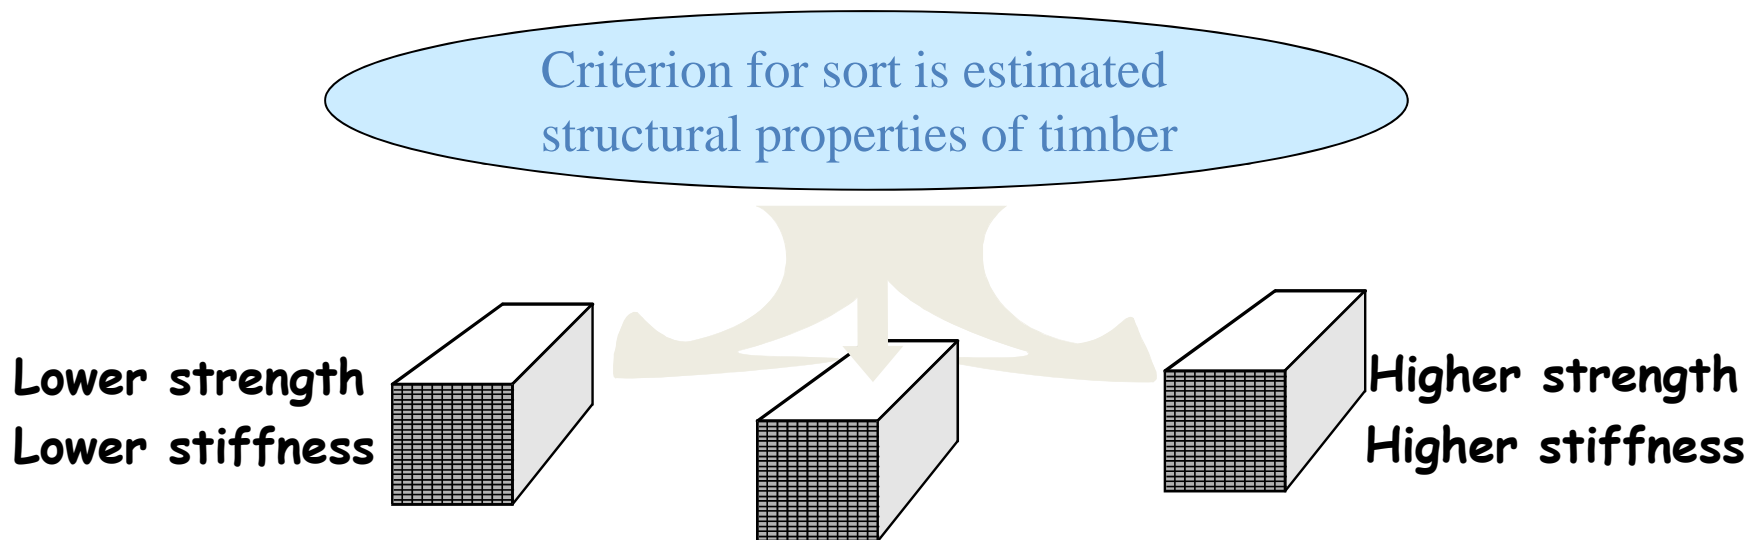 Criterion for sort is estimated
structural properties of timber
Lower strength
Lower stiffness
Higher strength
Higher stiffness